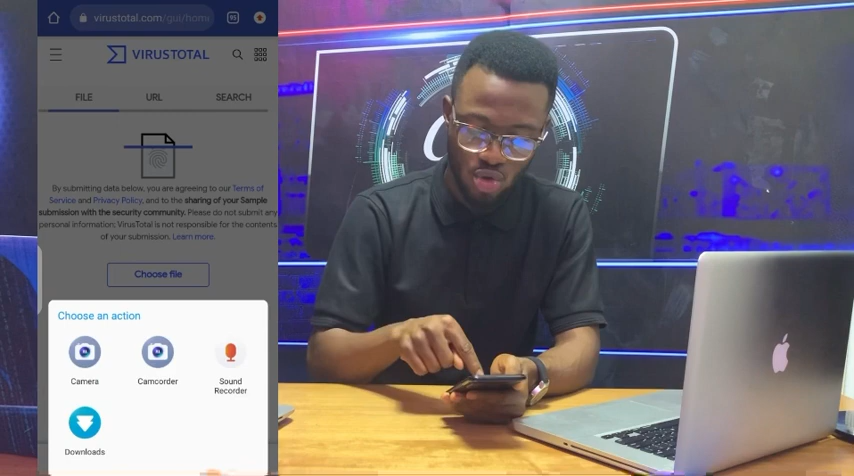 virustotal.com/gui/homi
95
VIRUSTOTAL
FILE
URL
SEARCH
By submitting data below, you are agreeing to our Terms of
Service and Privacy Policy, and to the sharing of your Sample
submission with the security community. Please do not submit any
personal information; VirusTotal is not responsible for the contents
of your submission. Learn more.
Choose file
Choose an action
Camera
Camcorder
Sound
Recorder
Downloads